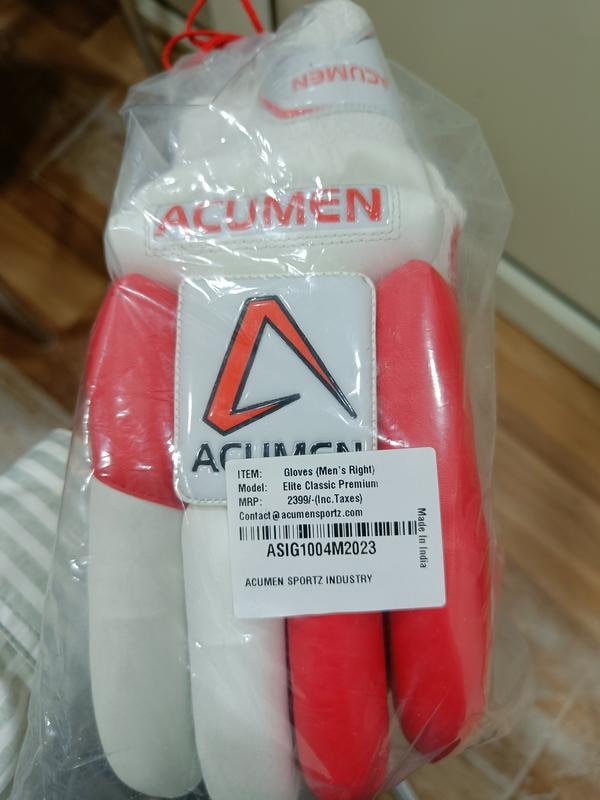 ACUMEN
ACUMEN
ACUMEN
ITEM: Gloves (Men's Right)
Model: Elite Classic Premium
MRP: 2399/-(Inc.Taxes)
Contact@acumensportz.com
ASIG1004M2023
ACUMEN SPORTZ INDUSTRY
Made In India